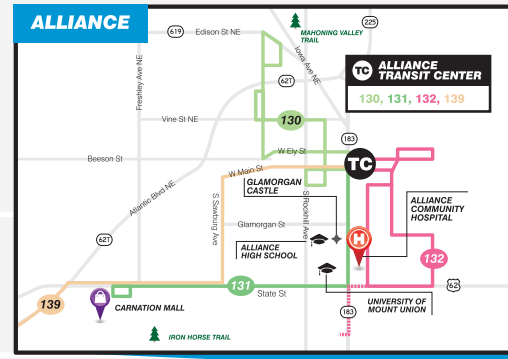 ALLIANCE
619
Edison St NE
MAHONING VALLEY
TRAIL
225
Freshley Ave NE
Iowa Ave NE
62T
TC
ALLIANCE
TRANSIT CENTER
130, 131, 132, 139
Vine St NE
130
183
W Ely St
TC
Beeson St
W Main St
GLAMORGAN
CASTLE
Atlantic Blvd NE
S Sawburg Ave
S Rockhill Ave
ALLIANCE
COMMUNITY
HOSPITAL
Glamorgan St
62T
ALLIANCE
HIGH SCHOOL
H
132
131
State St
62
139
CARNATION MALL
183
UNIVERSITY OF
MOUNT UNION
IRON HORSE TRAIL